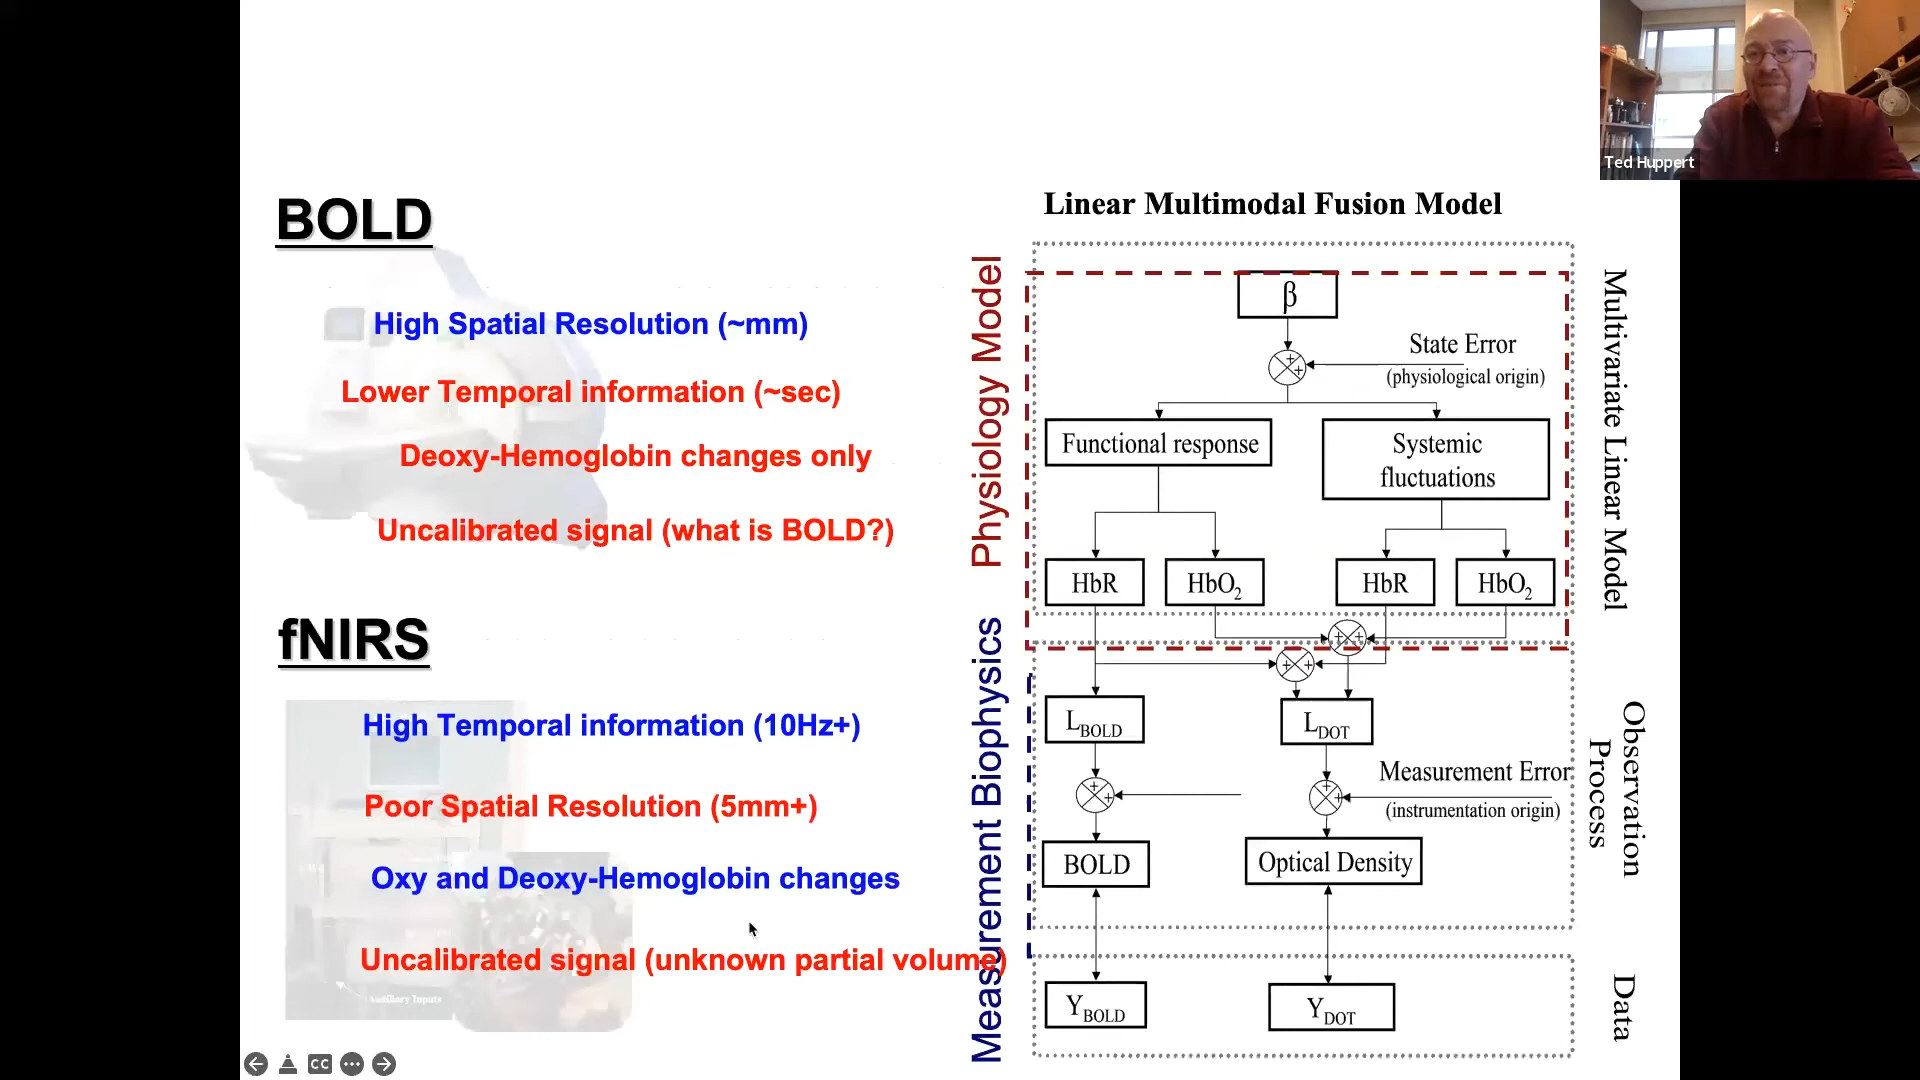 Ted Huppert
BOLD
High Spatial Resolution (~mm)
Lower Temporal information (~sec)
Deoxy-Hemoglobin changes only
Uncalibrated signal (what is BOLD?)
fNIRS
High Temporal information (10Hz+)
Poor Spatial Resolution (5mm+)
Oxy and Deoxy-Hemoglobin changes
Uncalibrated signal (unknown partial volume)
Auxiliary Inputs
CC
Linear Multimodal Fusion Model
Physiology Model
Measurement Biophysics
β
State Error
(physiological origin)
Functional response
Systemic
fluctuations
HbR
HbO2
HbR
HbO2
LBOLD
LDOT
Measurement Error
(instrumentation origin)
BOLD
Optical Density
YBOLD
YDOT
Multivariate Linear Model
Observation
Process
Data